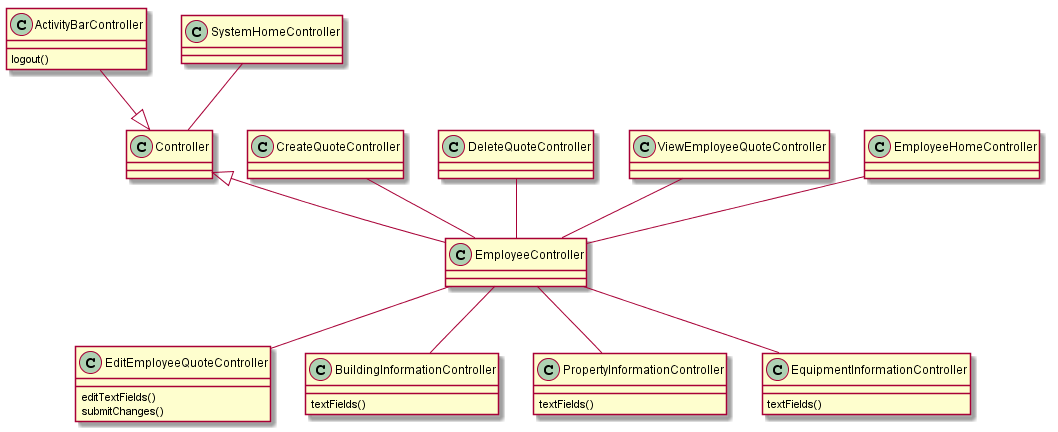 C ActivityBarController
logout()
C SystemHomeController
C Controller
C CreateQuoteController
C DeleteQuoteController
C ViewEmployeeQuoteController
C EmployeeHomeController
C EmployeeController
C EditEmployeeQuoteController
editTextFields()
submitChanges()
C BuildingInformationController
textFields()
C PropertyInformationController
textFields()
C EquipmentInformationController
textFields()